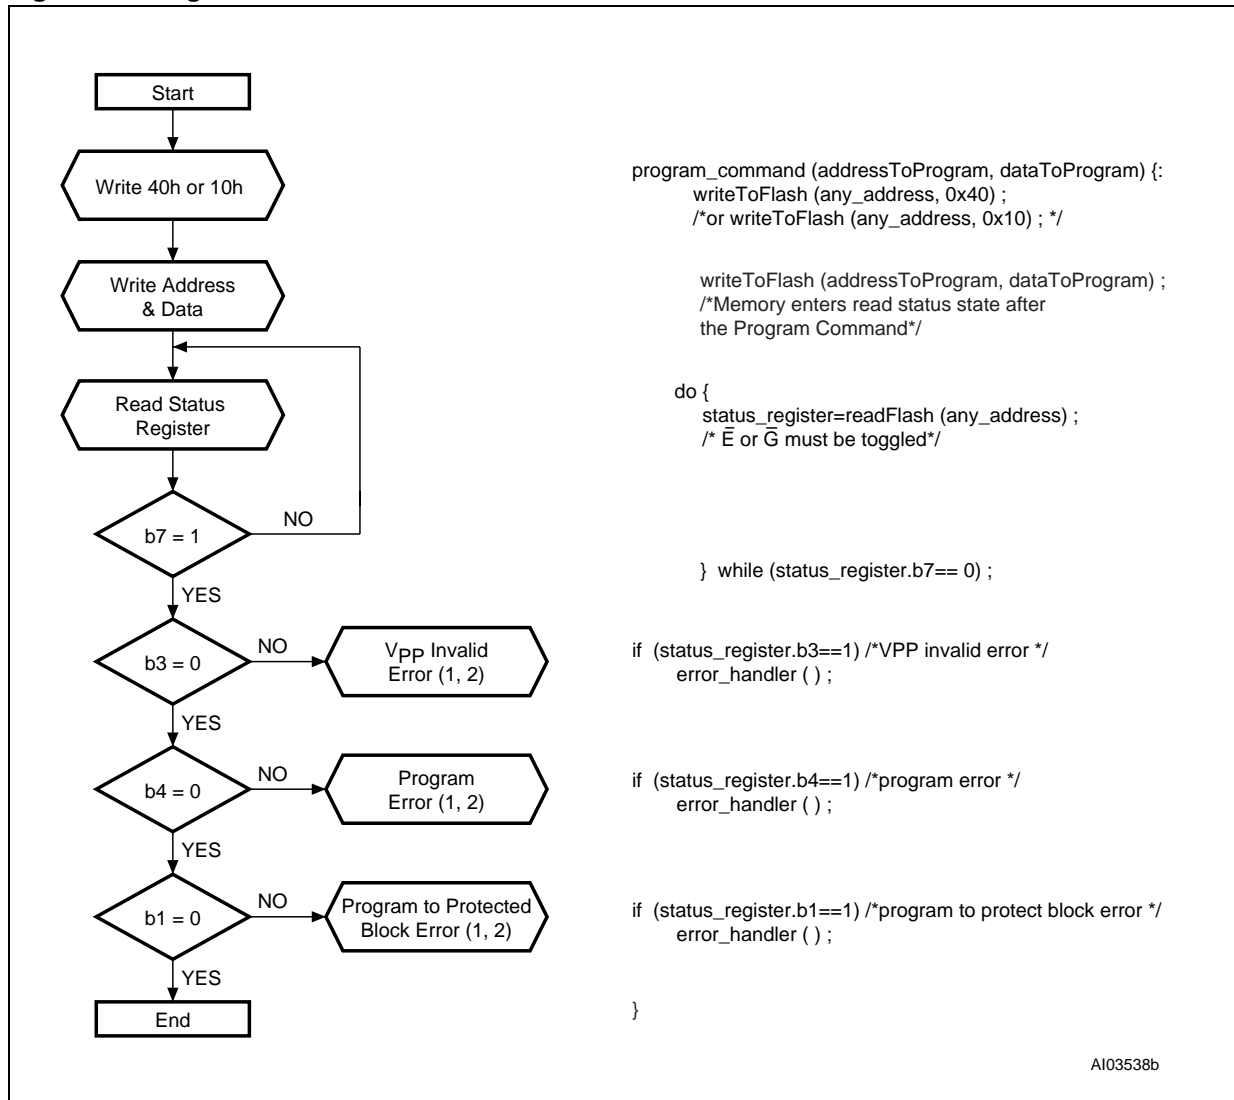 Start
Write 40h or 10h
Write Address
& Data
Read Status
Register
b7 = 1
NO
YES
b3 = 0
NO
VPP Invalid
Error (1, 2)
YES
b4 = 0
NO
Program
Error (1, 2)
YES
b1 = 0
NO
Program to Protected
Block Error (1, 2)
YES
End
program_command (addressToProgram, dataToProgram) {:
writeToFlash (any_address, 0x40) ;
/*or writeToFlash (any_address, 0x10) ; */
writeToFlash (addressToProgram, dataToProgram) ;
/*Memory enters read status state after
the Program Command*/
do {
status_register=readFlash (any_address) ;
/* E̅ or G̅ must be toggled*/
} while (status_register.b7== 0) ;
if (status_register.b3==1) /*VPP invalid error */
error_handler ( ) ;
if (status_register.b4==1) /*program error */
error_handler ( ) ;
if (status_register.b1==1) /*program to protect block error */
error_handler ( ) ;
}
AI03538b